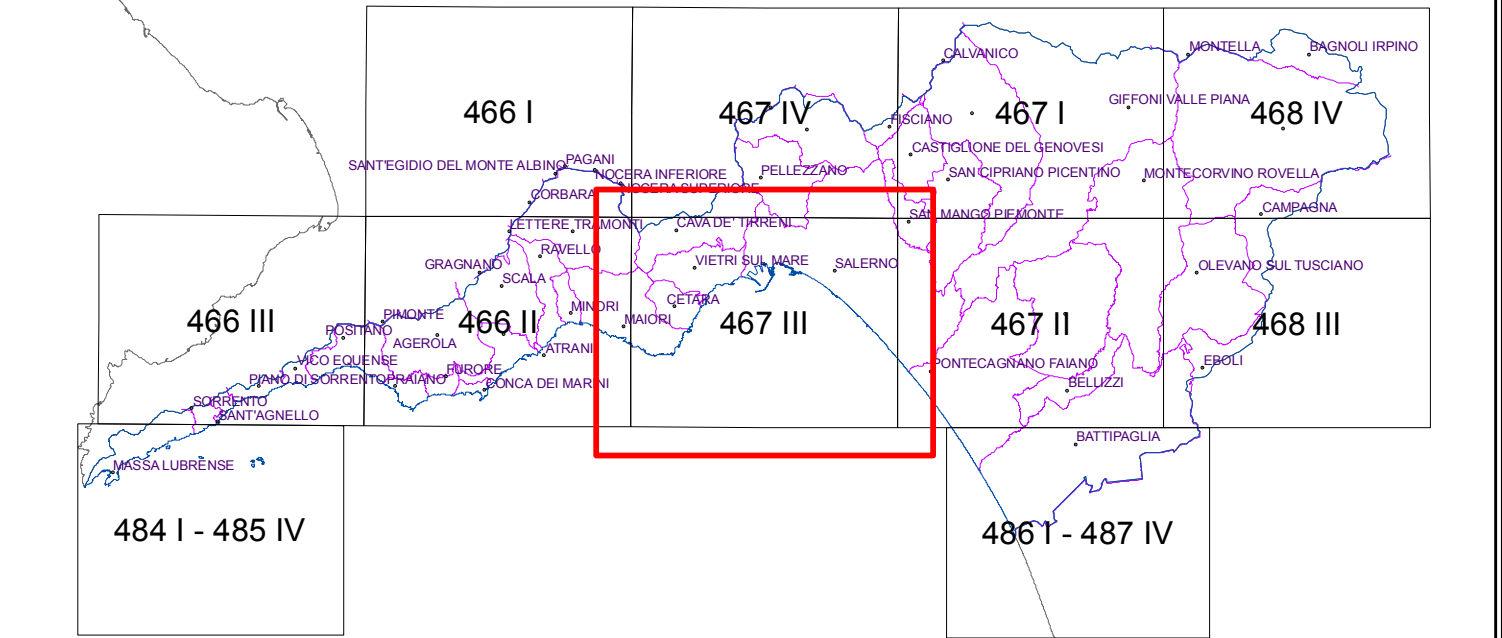 CALVANICO
MONTELLA
BAGNOLI IRPINO
466 I
467 IV
467 I
GIFFONI VALLE PIANA
468 IV
FISCIANO
CASTIGLIONE DEL GENOVESI
SANT'EGIDIO DEL MONTE ALBINO
PAGANI
NOCERA INFERIORE
PELLEZZANO
SAN CIPRIANO PICENTINO
MONTECORVINO ROVELLA
NOCERA SUPERIORE
CORBARA
CAMPAGNA
SAN MANGO PIEMONTE
LETTERE
TRAMONTI
CAVA DE' TIRRENI
RAVELLO
GRAGNANO
VIETRI SUL MARE
SALERNO
OLEVANO SUL TUSCIANO
SCALA
CETARA
MINORI
PIMONTE
466 III
466 II
MAIORI
467 III
467 II
468 III
POSITANO
AGEROLA
ATRANI
VICO EQUENSE
FURORE
PONTECAGNANO FAIANO
EBOLI
PIANO DI SORRENTO
PRAIANO
CONCA DEI MARINI
BELLIZZI
SORRENTO
SANT'AGNELLO
BATTIPAGLIA
MASSA LUBRENSE
484 I - 485 IV
486 I - 487 IV